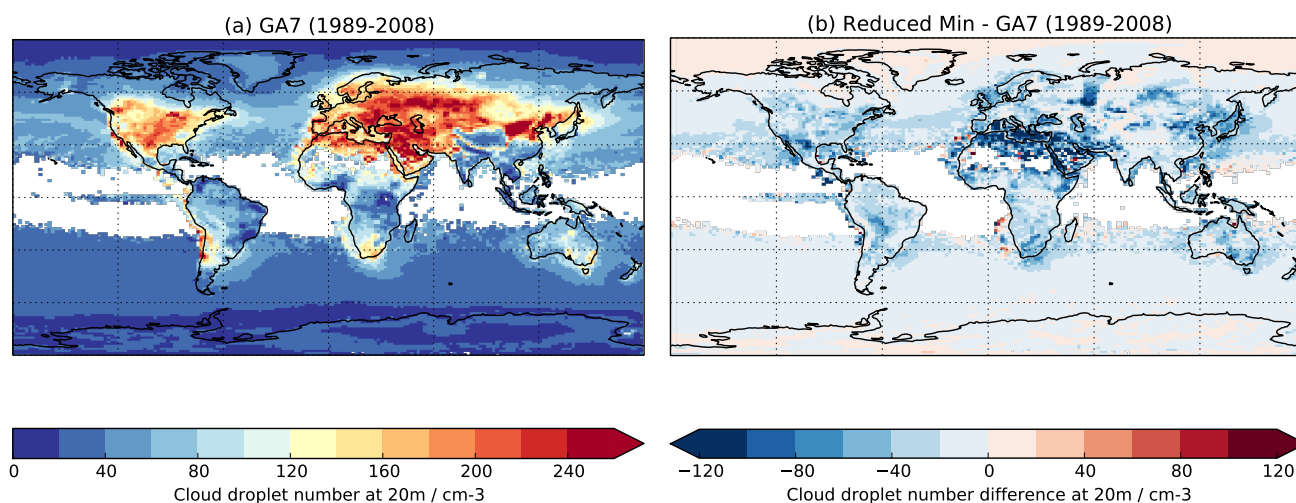 (a) GA7 (1989-2008)
(b) Reduced Min - GA7 (1989-2008)
0 40 80 120 160 200 240
Cloud droplet number at 20m / cm-3
−120 −80 −40 0 40 80 120
Cloud droplet number difference at 20m / cm-3